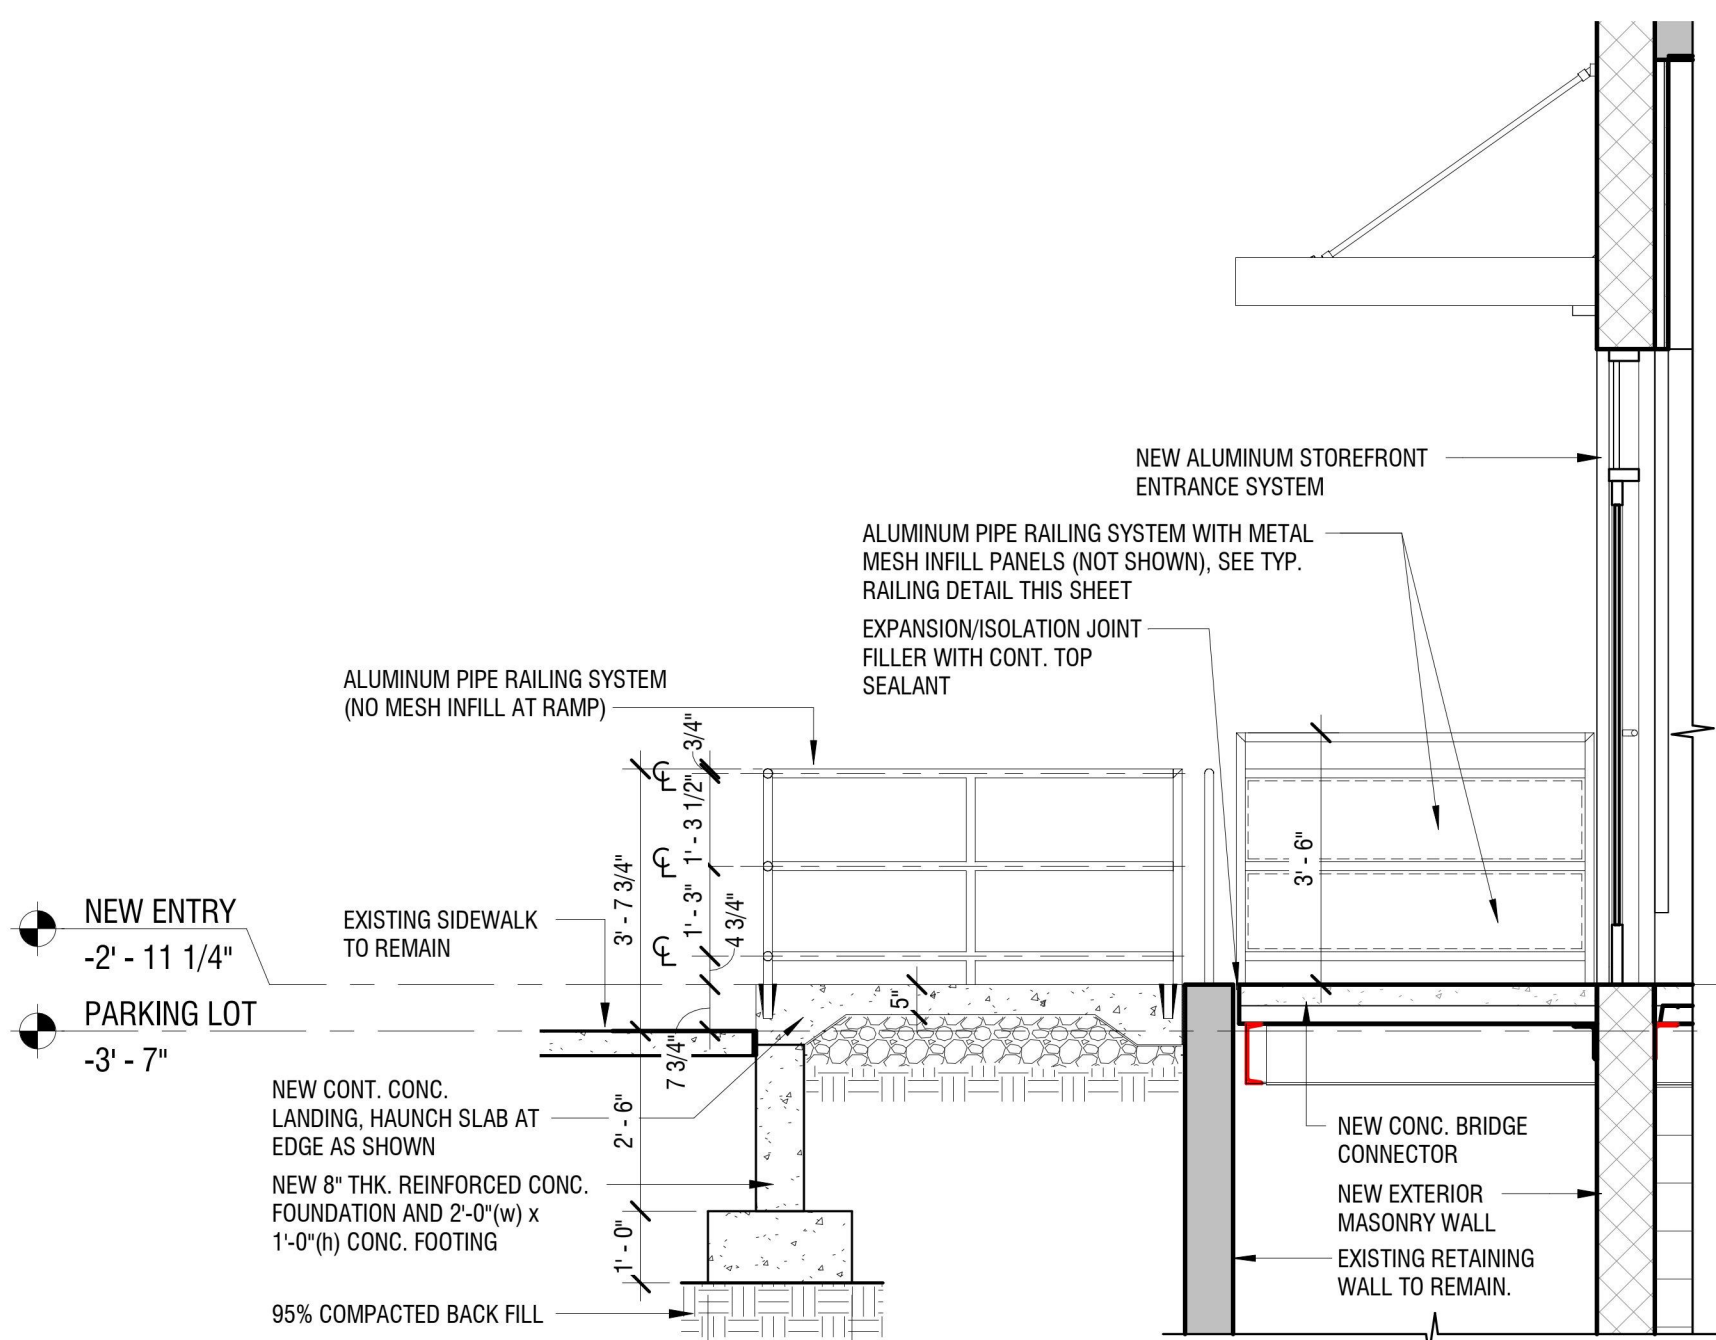 NEW ALUMINUM STOREFRONT
ENTRANCE SYSTEM
ALUMINUM PIPE RAILING SYSTEM WITH METAL
MESH INFILL PANELS (NOT SHOWN), SEE TYP.
RAILING DETAIL THIS SHEET
EXPANSION/ISOLATION JOINT
FILLER WITH CONT. TOP
SEALANT
ALUMINUM PIPE RAILING SYSTEM
(NO MESH INFILL AT RAMP)
3/4"
1' - 3 1/2"
3' - 7 3/4"
1' - 3"
4 3/4"
3' - 6"
NEW ENTRY
-2' - 11 1/4"
EXISTING SIDEWALK
TO REMAIN
5"
PARKING LOT
-3' - 7"
7 3/4"
NEW CONT. CONC.
LANDING, HAUNCH SLAB AT
EDGE AS SHOWN
2' - 6"
NEW 8" THK. REINFORCED CONC.
FOUNDATION AND 2'-0"(w) x
1'-0"(h) CONC. FOOTING
1' - 0"
95% COMPACTED BACK FILL
NEW CONC. BRIDGE
CONNECTOR
NEW EXTERIOR
MASONRY WALL
EXISTING RETAINING
WALL TO REMAIN.